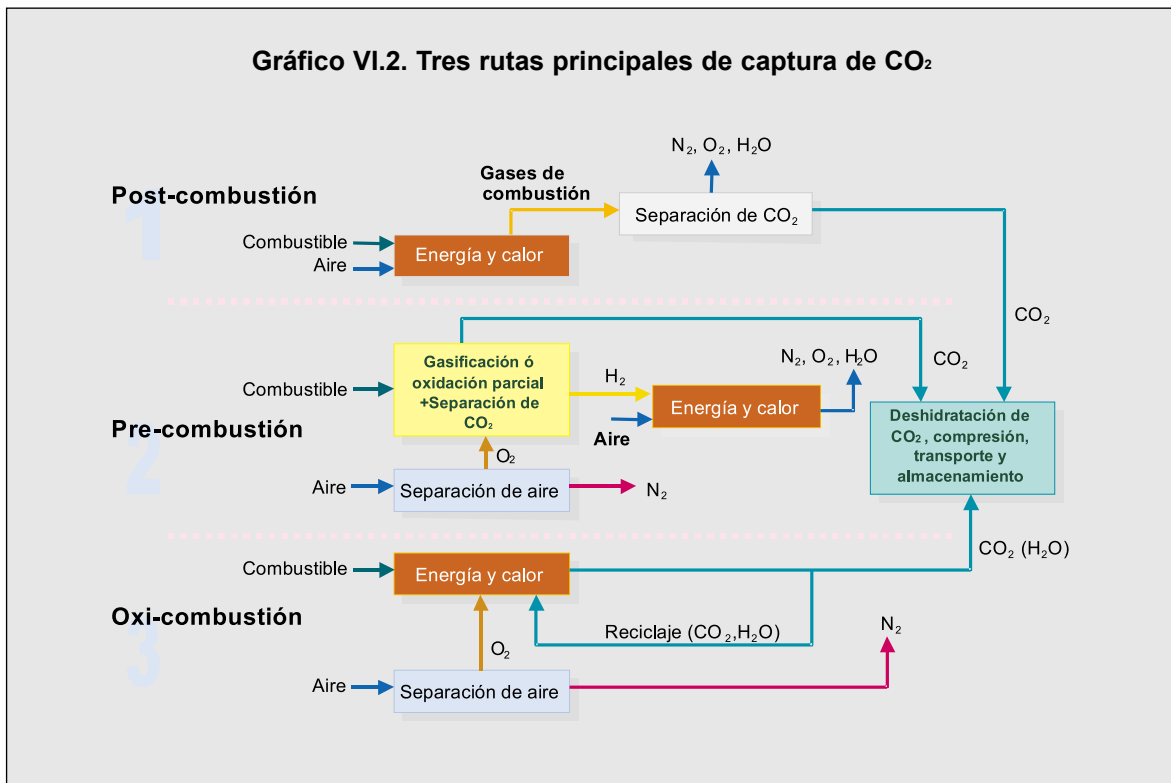 Gráfico VI.2. Tres rutas principales de captura de CO₂
N₂, O₂, H₂O
Gases de
combustión
1
Post-combustión
Separación de CO₂
Combustible
Aire
Energía y calor
CO₂
CO₂
Gasificación ó
oxidación parcial
+Separación de
CO₂
Combustible
H₂
N₂, O₂, H₂O
Energía y calor
Aire
2
Pre-combustión
O₂
Aire
Separación de aire
N₂
Deshidratación de
CO₂ , compresión,
transporte y
almacenamiento
CO₂ (H₂O)
Combustible
Energía y calor
3
Oxi-combustión
Reciclaje (CO₂,H₂O)
O₂
N₂
Aire
Separación de aire